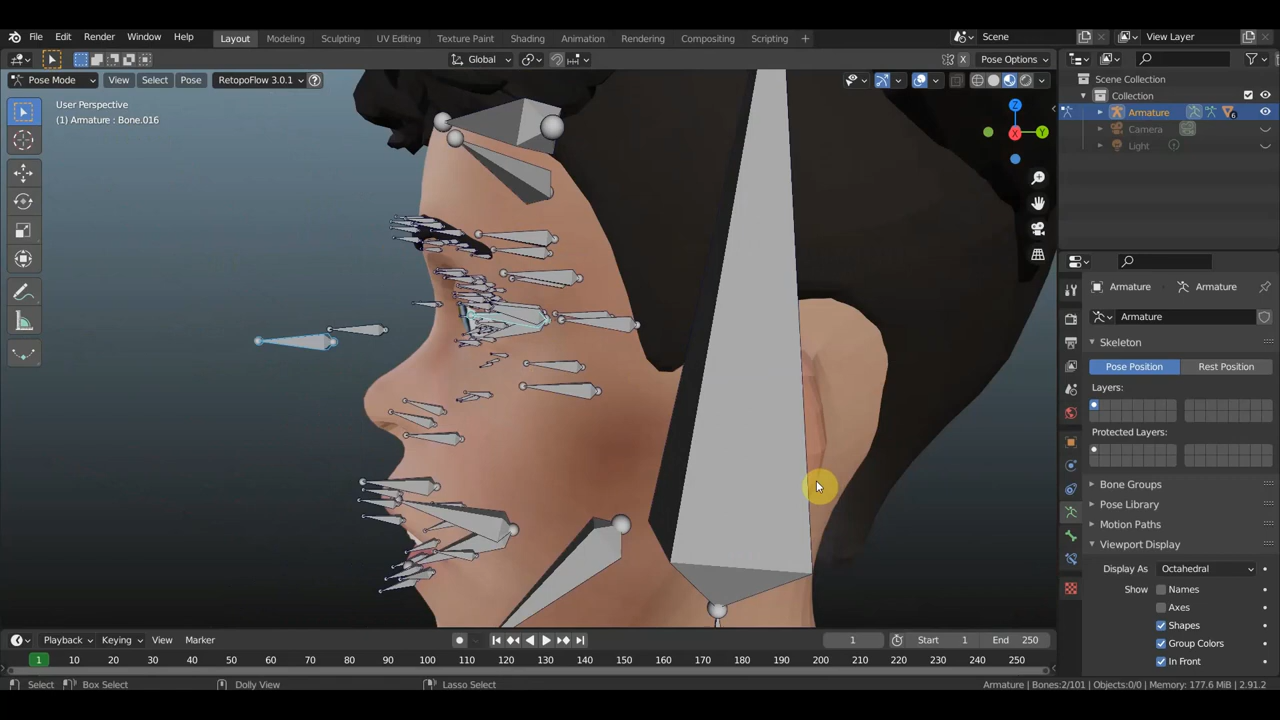 File Edit Render Window Help Layout Modeling Sculpting UV Editing Texture Paint Shading Animation Rendering Compositing Scripting + Scene View Layer
Global Pose Options
Pose Mode View Select Pose RetopoFlow 3.0.1
User Perspective
(1) Armature : Bone.016
Z
Y
X
Scene Collection
Collection
Armature 6
Camera
Light
Armature Armature
Armature
Skeleton
Pose Position Rest Position
Layers:
Protected Layers:
Bone Groups
Pose Library
Motion Paths
Viewport Display
Display As Octahedral
Show Names
Axes
Shapes
Group Colors
In Front
Playback Keying View Marker 1 Start 1 End 250
1 10 20 30 40 50 60 70 80 90 100 110 120 130 140 150 160 170 180 190 200 210 220 230 240 250
Select Box Select Dolly View Lasso Select Armature | Bones:2/101 | Objects:0/0 | Memory: 177.6 MiB | 2.91.2